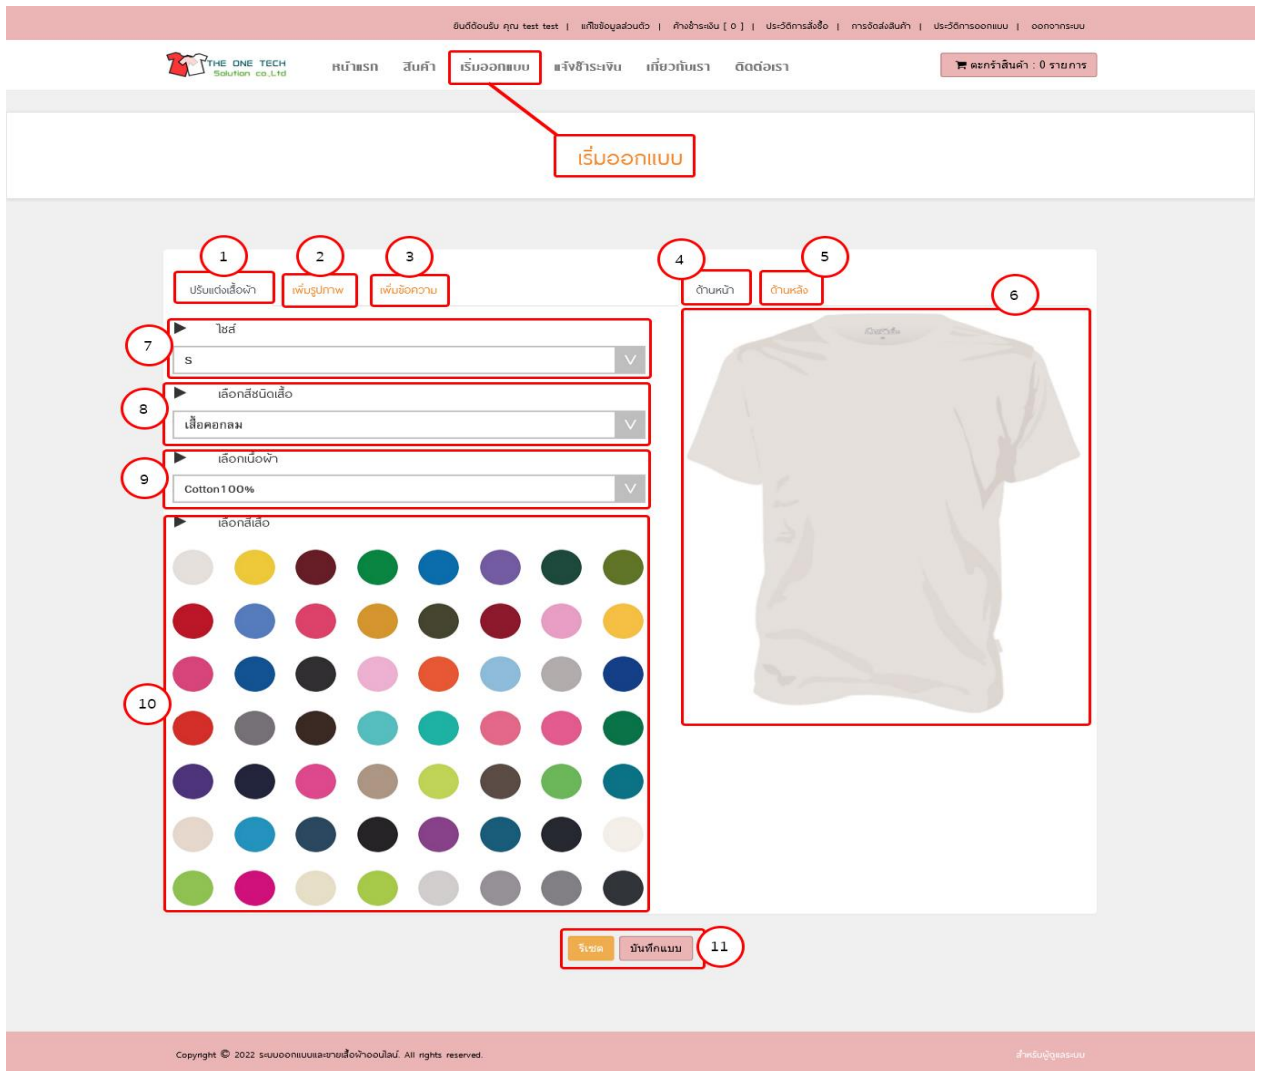 ยินดีต้อนรับ คุณ test test | แก้ไขข้อมูลส่วนตัว | ค้างชำระเงิน [ 0 ] | ประวัติการสั่งซื้อ | การจัดส่งสินค้า | ประวัติการออกแบบ | ออกจากระบบ
THE ONE TECH
Solution co.,Ltd
หน้าแรก สินค้า เริ่มออกแบบ แจ้งชำระเงิน เกี่ยวกับเรา ติดต่อเรา
ตะกร้าสินค้า : 0 รายการ
เริ่มออกแบบ
1 2 3 4 5
ปรับแต่งเสื้อผ้า เพิ่มรูปภาพ เพิ่มข้อความ ด้านหน้า ด้านหลัง
6
7
ไซส์
S
8
เลือกสีชนิดเสื้อ
เสื้อคอกลม
9
เลือกเนื้อผ้า
Cotton100%
เลือกสีเสื้อ
10
รีเซต บันทึกแบบ 11
Copyright © 2022 ระบบออกแบบและขายเสื้อผ้าออนไลน์. All rights reserved.
สำหรับผู้ดูแลระบบ